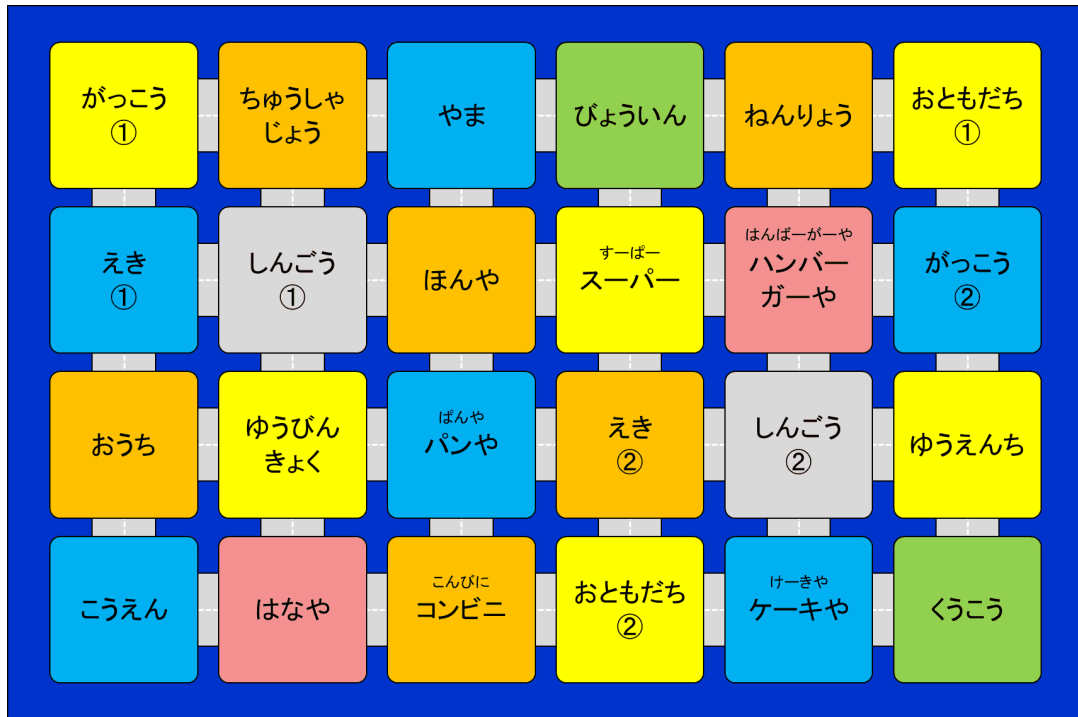 がっこう
①
ちゅうしゃ
じょう
やま
びょういん
ねんりょう
おともだち
①
えき
①
しんごう
①
ほんや
すーぱー
スーパー
はんばーがーや
ハンバー
ガーや
がっこう
②
おうち
ゆうびん
きょく
ぱんや
パンや
えき
②
しんごう
②
ゆうえんち
こうえん
はなや
こんびに
コンビニ
おともだち
②
けーきや
ケーキや
くうこう